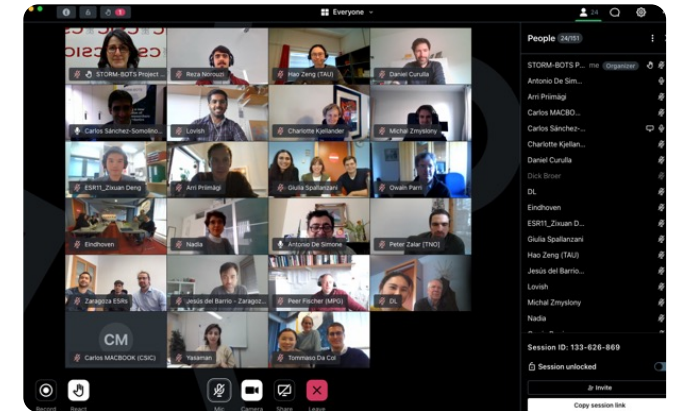 1
Everyone
24
People 24/151
STORM-BOTS P... me Organizer
Antonio De Sim...
Arri Priimägi
Carlos MACBO...
Carlos Sánchez-...
Charlotte Kjellan...
Daniel Curulla
Dick Broer
DL
Eindhoven
ESR11_Zixuan D...
Giulia Spallanzani
Hao Zeng (TAU)
Jesús del Barrio...
Lovish
Michal Zmyslony
Nadia
Session ID: 133-626-869
Session unlocked
Invite
Copy session link
STORM-BOTS Project ...
Reza Norouzi
Hao Zeng (TAU)
Daniel Curulla
Carlos Sánchez-Somolino...
Lovish
Charlotte Kjellander
Michal Zmyslony
ESR11_Zixuan Deng
Arri Priimägi
Giulia Spallanzani
Owain Parri
Eindhoven
Nadia
Antonio De Simone
Peter Zalar [TNO]
Zaragoza ESRs
Jesús del Barrio - Zaragoz...
Peer Fischer (MPG)
DL
CM
Carlos MACBOOK (CSIC)
Yasaman
Tommaso Da Col
Record
React
Mic
Camera
Share
Leave